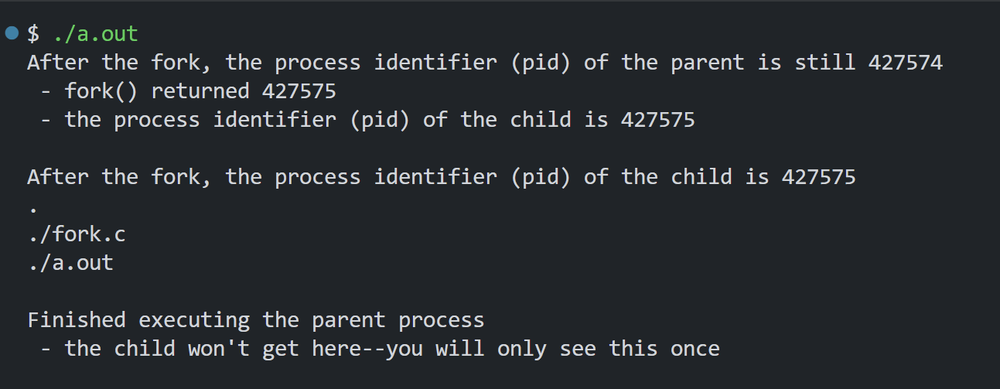 $ ./a.out
After the fork, the process identifier (pid) of the parent is still 427574
 - fork() returned 427575
 - the process identifier (pid) of the child is 427575

After the fork, the process identifier (pid) of the child is 427575
.
./fork.c
./a.out

Finished executing the parent process
 - the child won't get here--you will only see this once